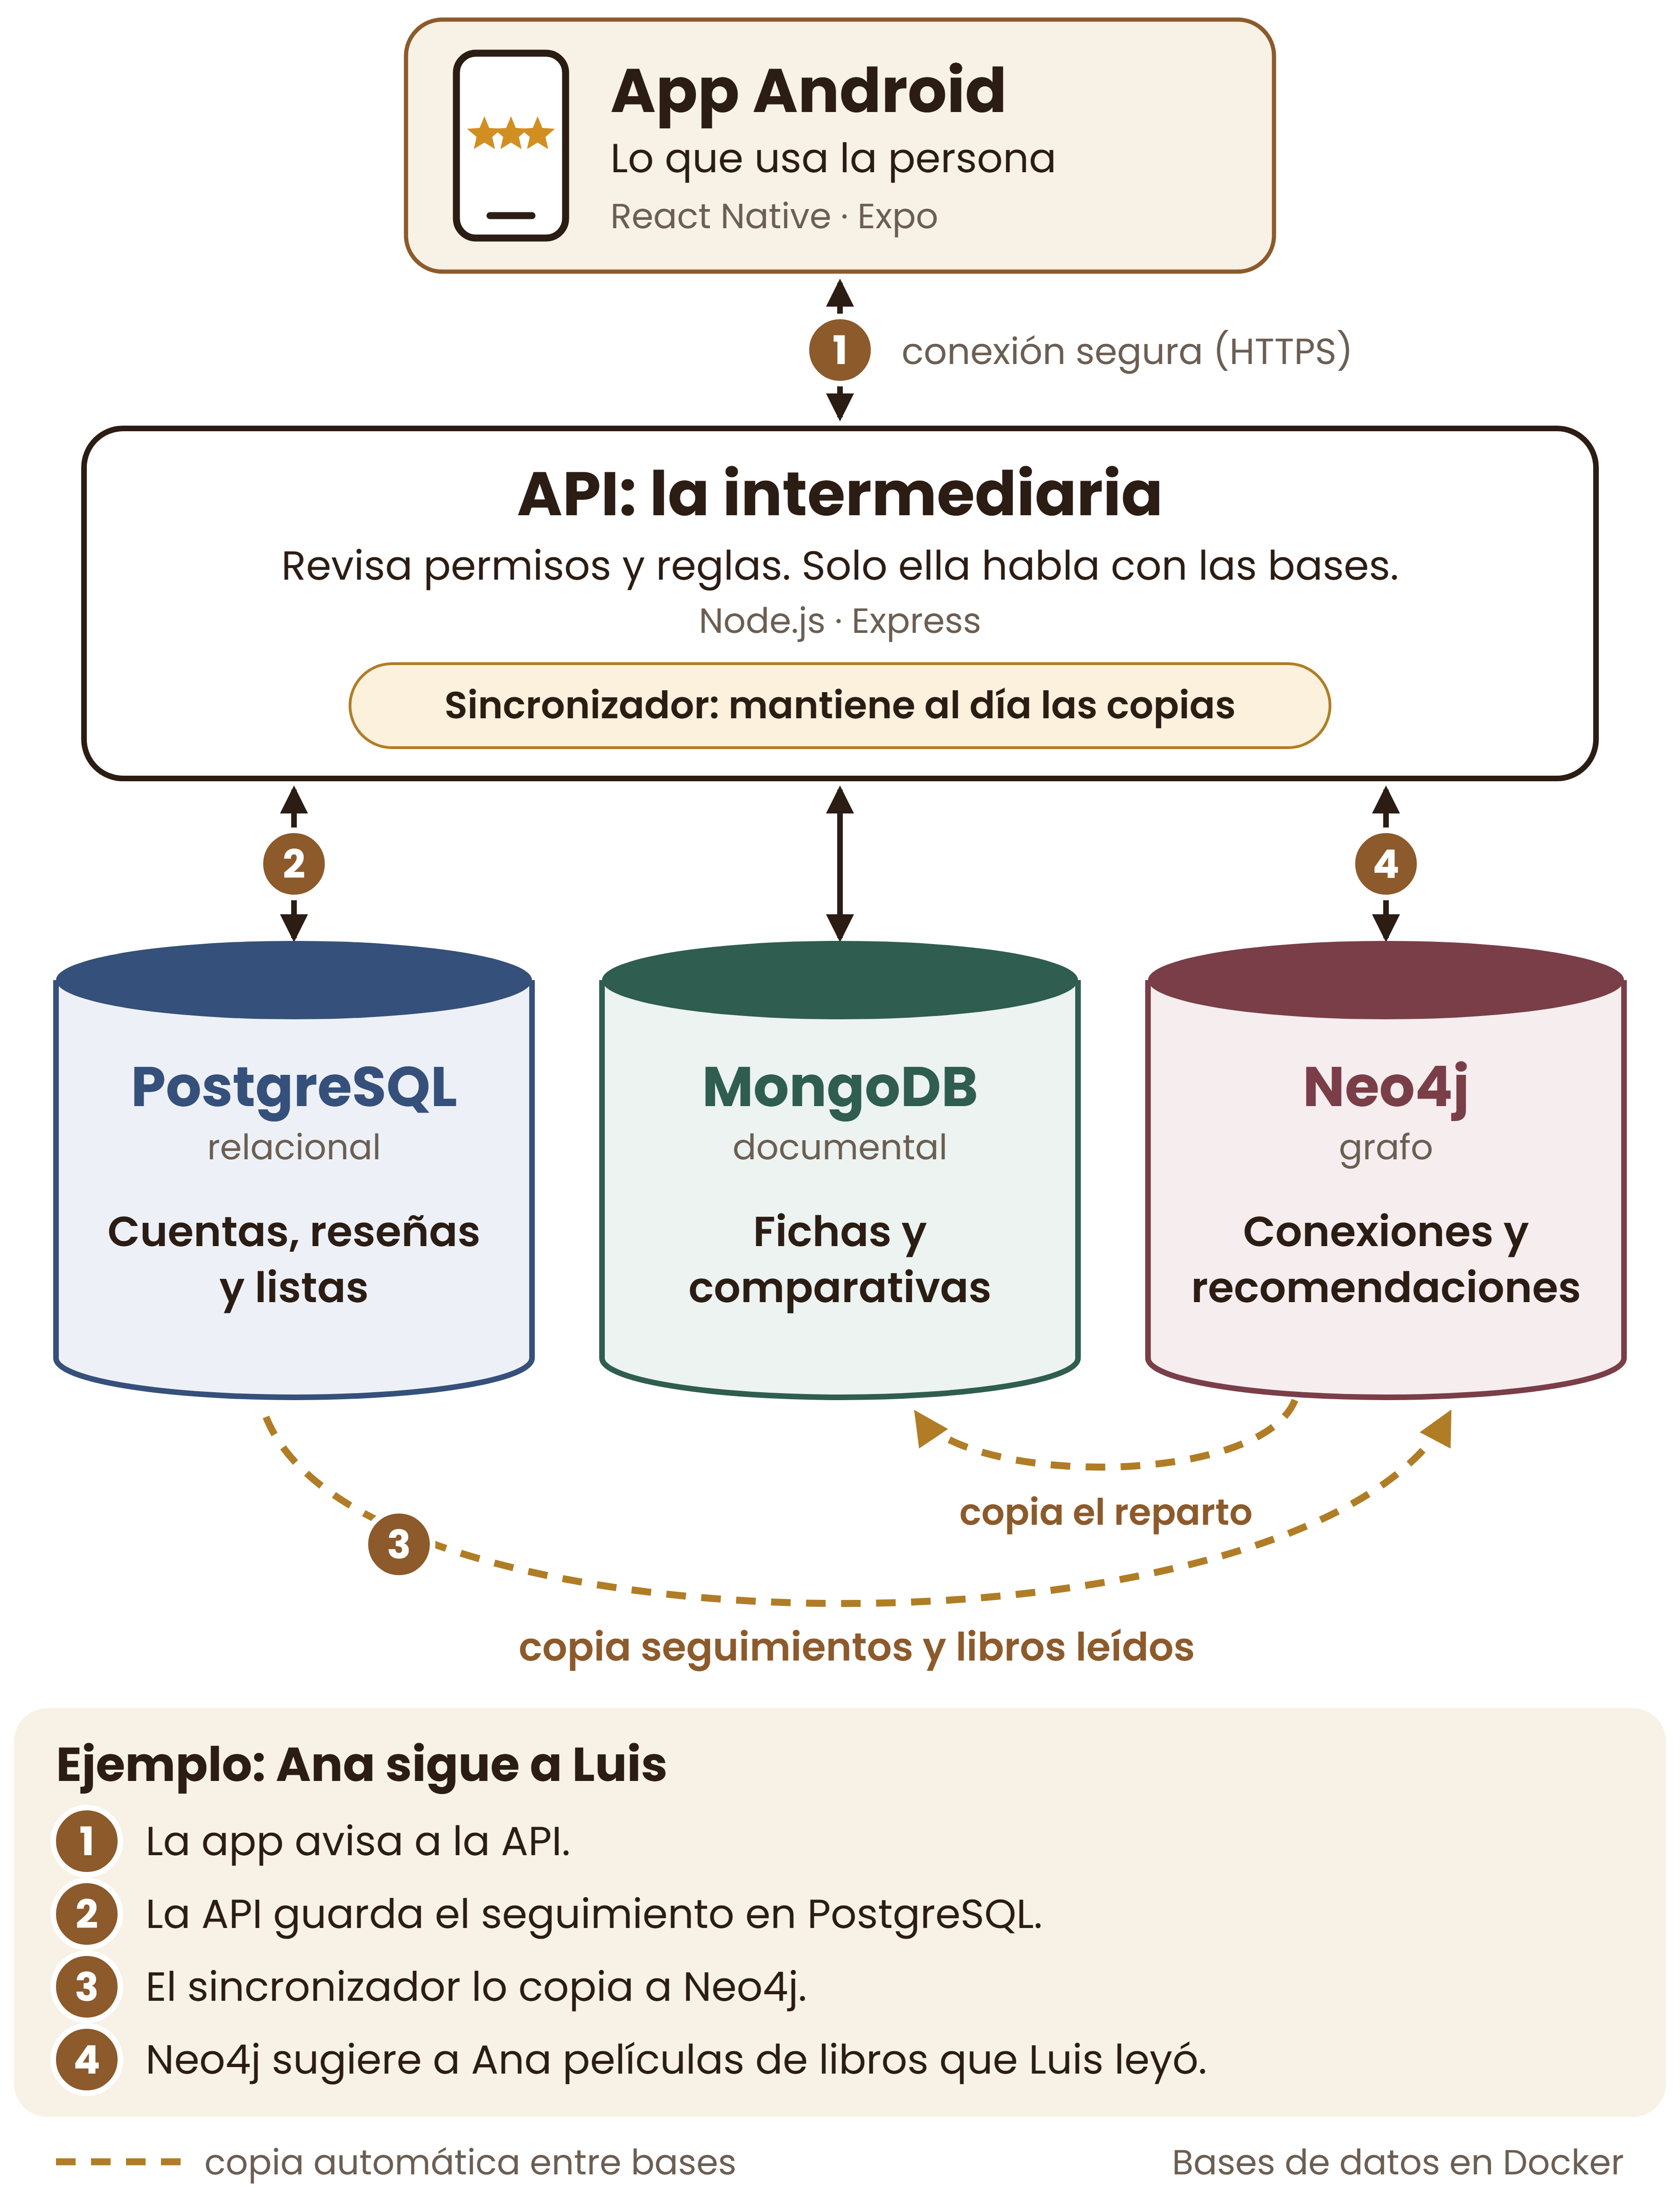 App Android
Lo que usa la persona
React Native · Expo
1
conexión segura (HTTPS)
API: la intermediaria
Revisa permisos y reglas. Solo ella habla con las bases.
Node.js · Express
Sincronizador: mantiene al día las copias
2
4
PostgreSQL
relacional
Cuentas, reseñas
y listas
MongoDB
documental
Fichas y
comparativas
Neo4j
grafo
Conexiones y
recomendaciones
copia el reparto
3
copia seguimientos y libros leídos
Ejemplo: Ana sigue a Luis
1 La app avisa a la API.
2 La API guarda el seguimiento en PostgreSQL.
3 El sincronizador lo copia a Neo4j.
4 Neo4j sugiere a Ana películas de libros que Luis leyó.
copia automática entre bases
Bases de datos en Docker